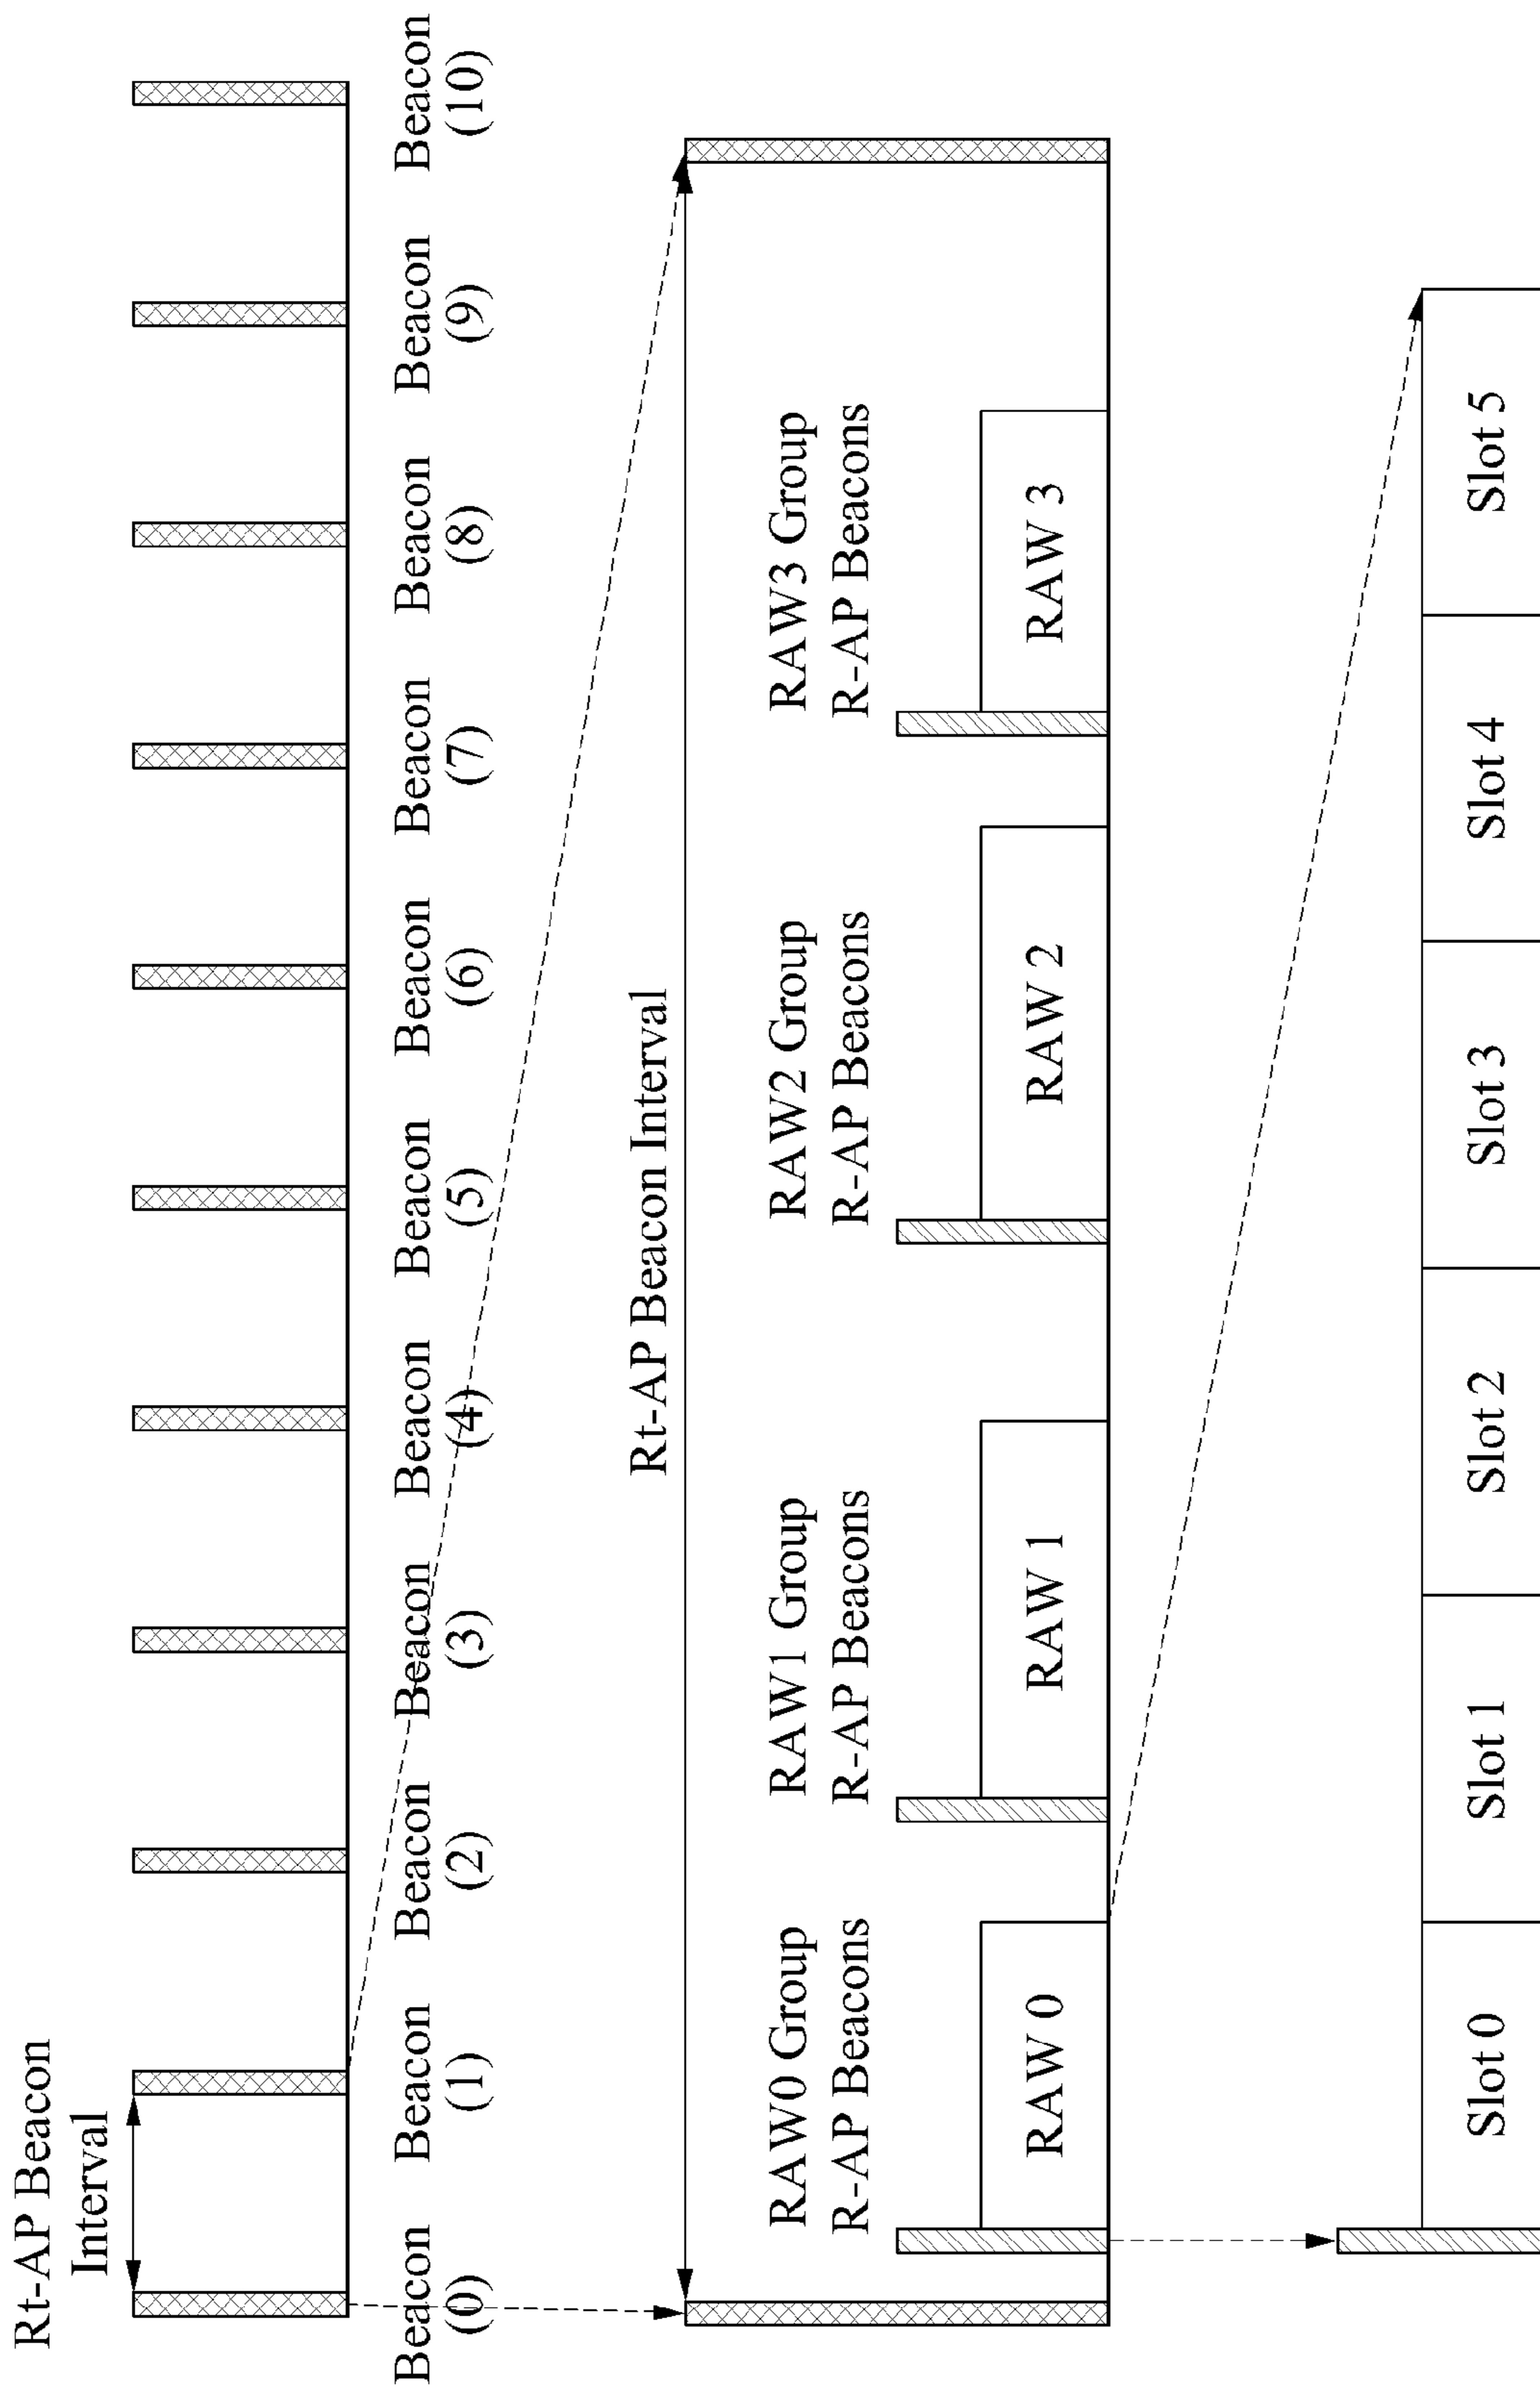 Rt-AP Beacon
Interval
Beacon
(0)
Beacon
(1)
Beacon
(2)
Beacon
(3)
Beacon
(4)
Beacon
(5)
Beacon
(6)
Beacon
(7)
Beacon
(8)
Beacon
(9)
Beacon
(10)
Rt-AP Beacon Interval
RAW0 Group
R-AP Beacons
RAW1 Group
R-AP Beacons
RAW2 Group
R-AP Beacons
RAW3 Group
R-AP Beacons
RAW 0
RAW 1
RAW 2
RAW 3
Slot 0
Slot 1
Slot 2
Slot 3
Slot 4
Slot 5